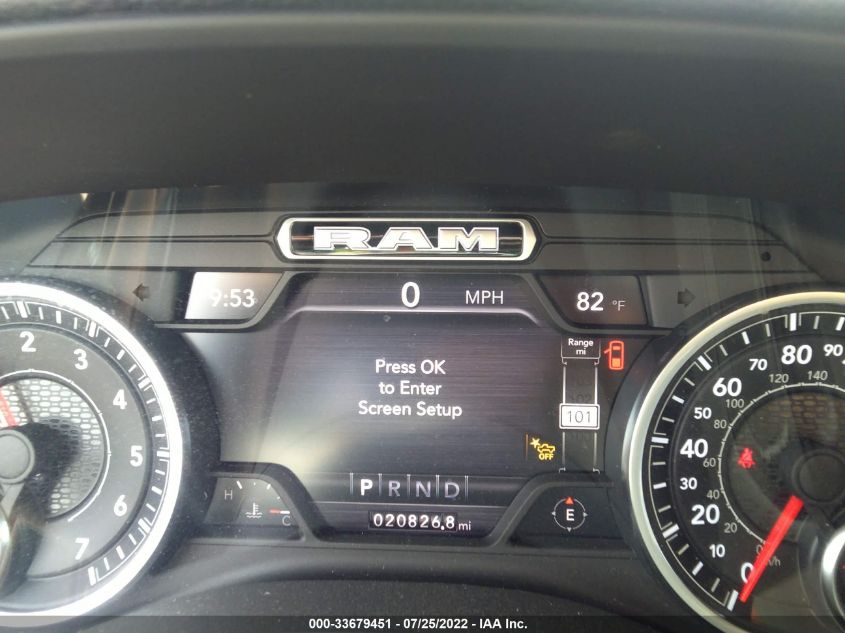 RAM
9:53
0 MPH
82 °F
Press OK
to Enter
Screen Setup
Range
mi
101
OFF
P R N D
020826.8 mi
H
C
E
2
3
4
5
6
7
0
10
20
30
40
50
60
70
80
90
20
40
60
80
100
120
140
000-33679451 - 07/25/2022 - IAA Inc.